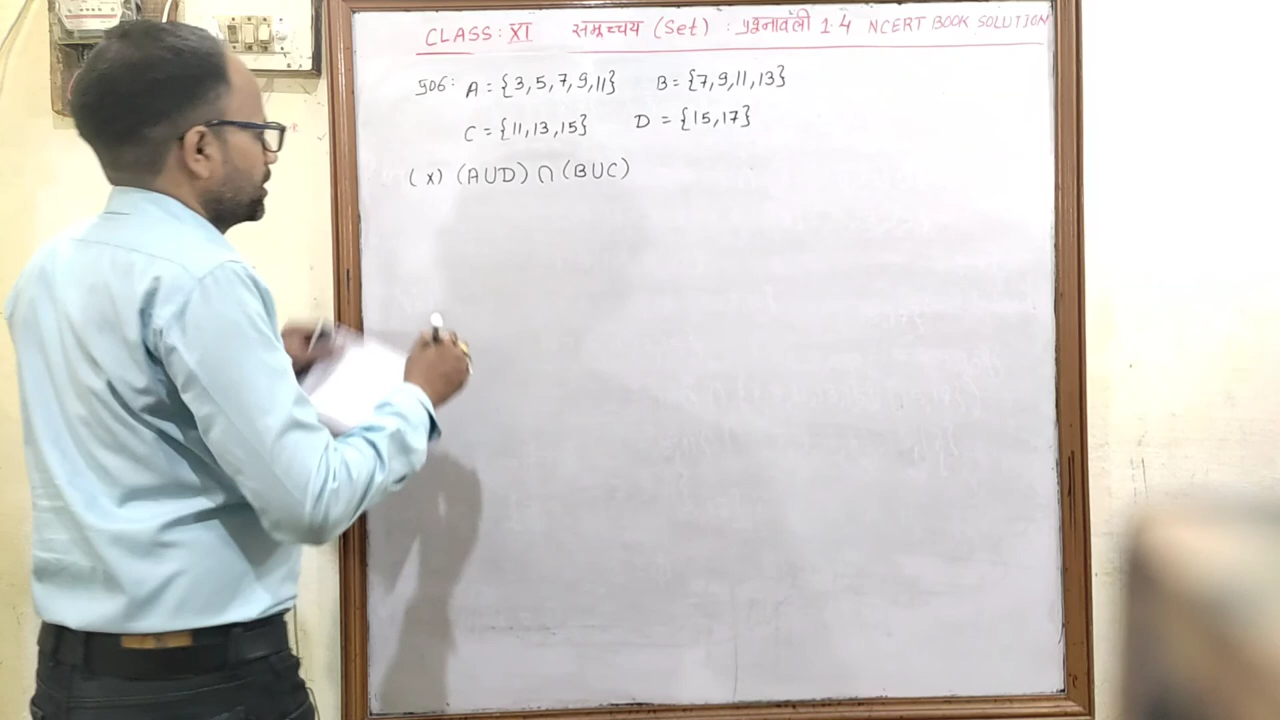 CLASS: XI समुच्चय (Set) : प्रश्नावली 1.4 NCERT BOOK SOLUTION
प्र06: A = {3,5,7,9,11} B = {7,9,11,13}
C = {11,13,15} D = {15,17}
(x) (A∪D) ∩ (B∪C)